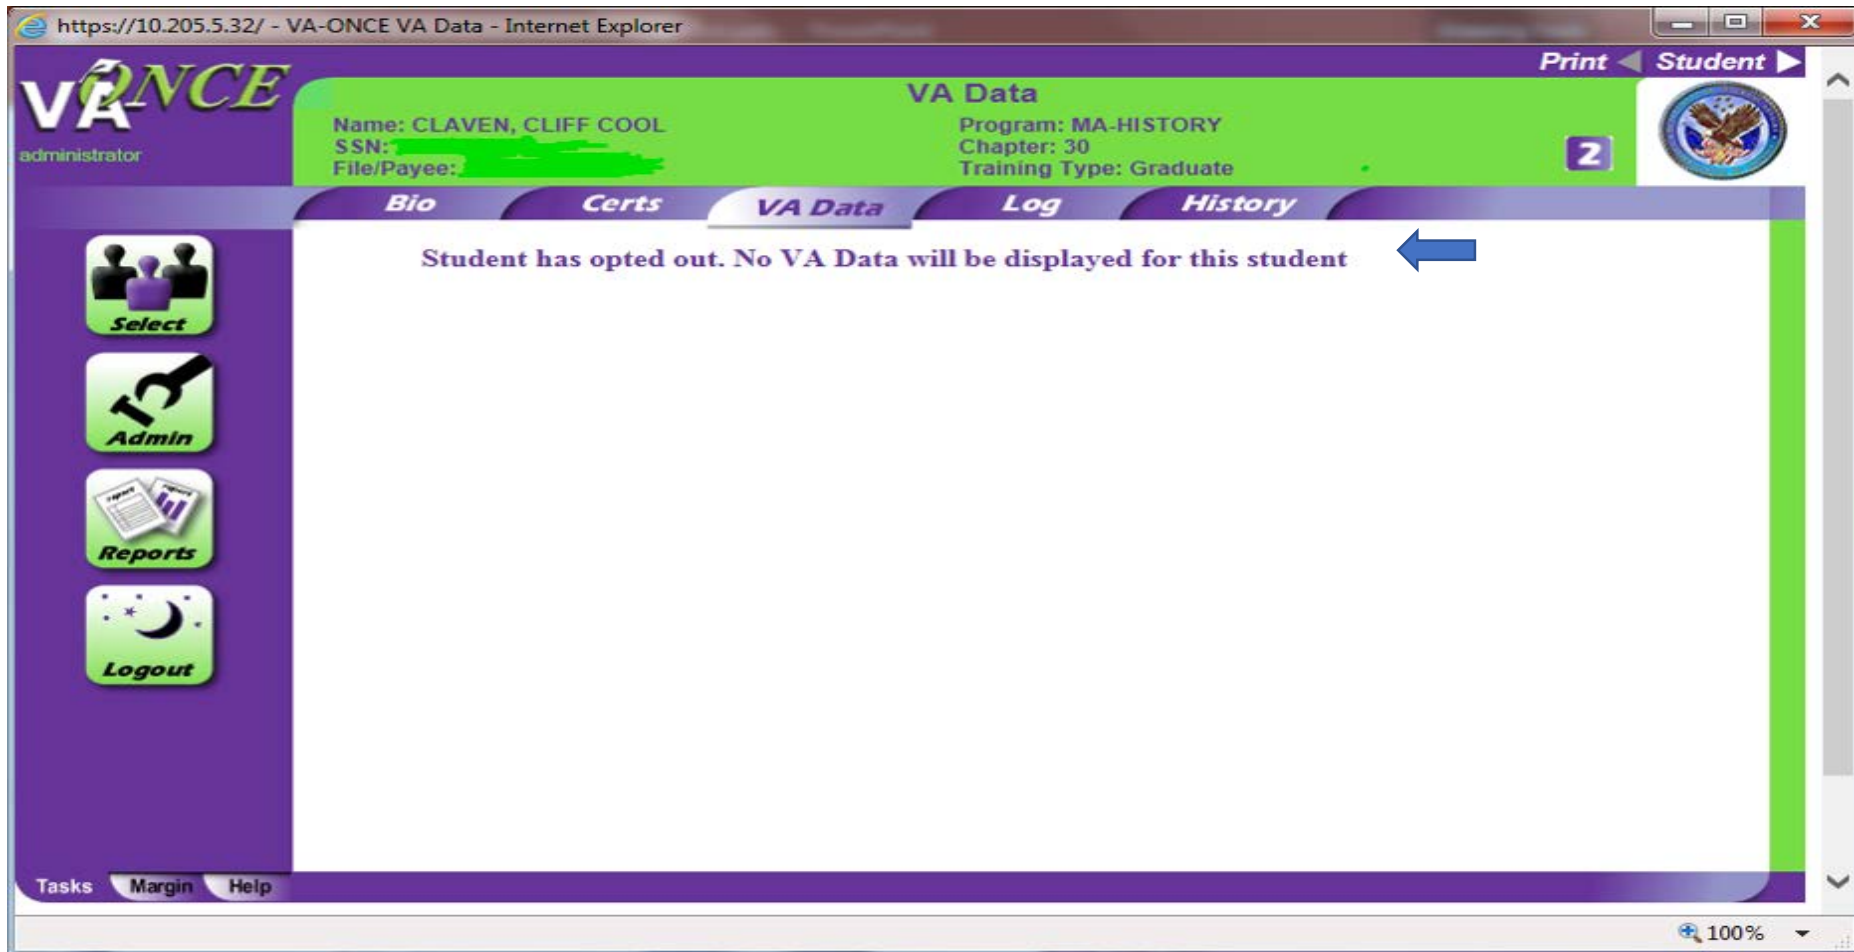 https://10.205.5.32/ - VA-ONCE VA Data - Internet Explorer
Print Student
VA ONCE
administrator
VA Data
Name: CLAVEN, CLIFF COOL
SSN:
File/Payee:
Program: MA-HISTORY
Chapter: 30
Training Type: Graduate
2
Bio Certs VA Data Log History
Student has opted out. No VA Data will be displayed for this student
Select
Admin
Reports
Logout
Tasks Margin Help
100%